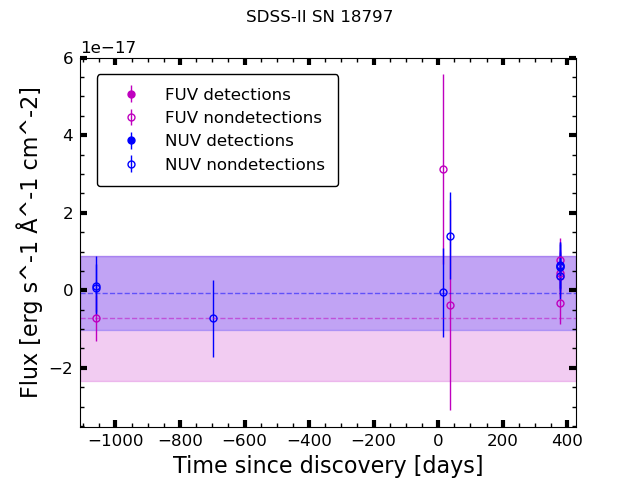 SDSS-II SN 18797
1e−17
FUV detections
FUV nondetections
NUV detections
NUV nondetections
6
4
2
0
−2
Flux [erg s^-1 Å^-1 cm^-2]
−1000 −800 −600 −400 −200 0 200 400
Time since discovery [days]